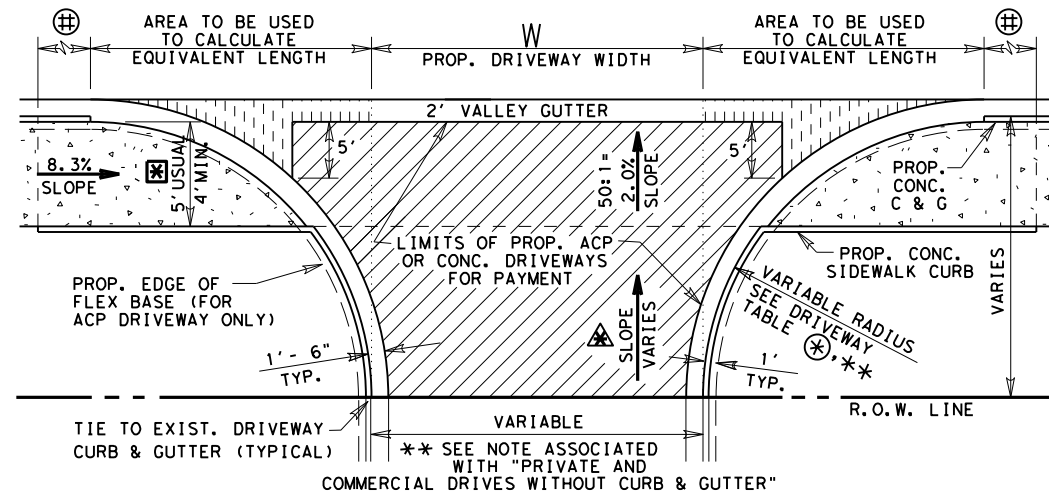 #
AREA TO BE USED
TO CALCULATE
EQUIVALENT LENGTH
W
PROP. DRIVEWAY WIDTH
AREA TO BE USED
TO CALCULATE
EQUIVALENT LENGTH
#
2' VALLEY GUTTER
8.3%
SLOPE
*
5' USUAL
4' MIN.
5'
50:1"
2.0%
SLOPE
5'
PROP.
CONC.
C & G
LIMITS OF PROP. ACP
OR CONC. DRIVEWAYS
FOR PAYMENT
PROP. CONC.
SIDEWALK CURB
VARIES
PROP. EDGE OF
FLEX BASE (FOR
ACP DRIVEWAY ONLY)
*
SLOPE
VARIES
VARIABLE RADIUS
SEE DRIVEWAY
TABLE *,**
1'- 6"
TYP.
1'
TYP.
R.O.W. LINE
TIE TO EXIST. DRIVEWAY
CURB & GUTTER (TYPICAL)
VARIABLE
** SEE NOTE ASSOCIATED
WITH "PRIVATE AND
COMMERCIAL DRIVES WITHOUT CURB & GUTTER"